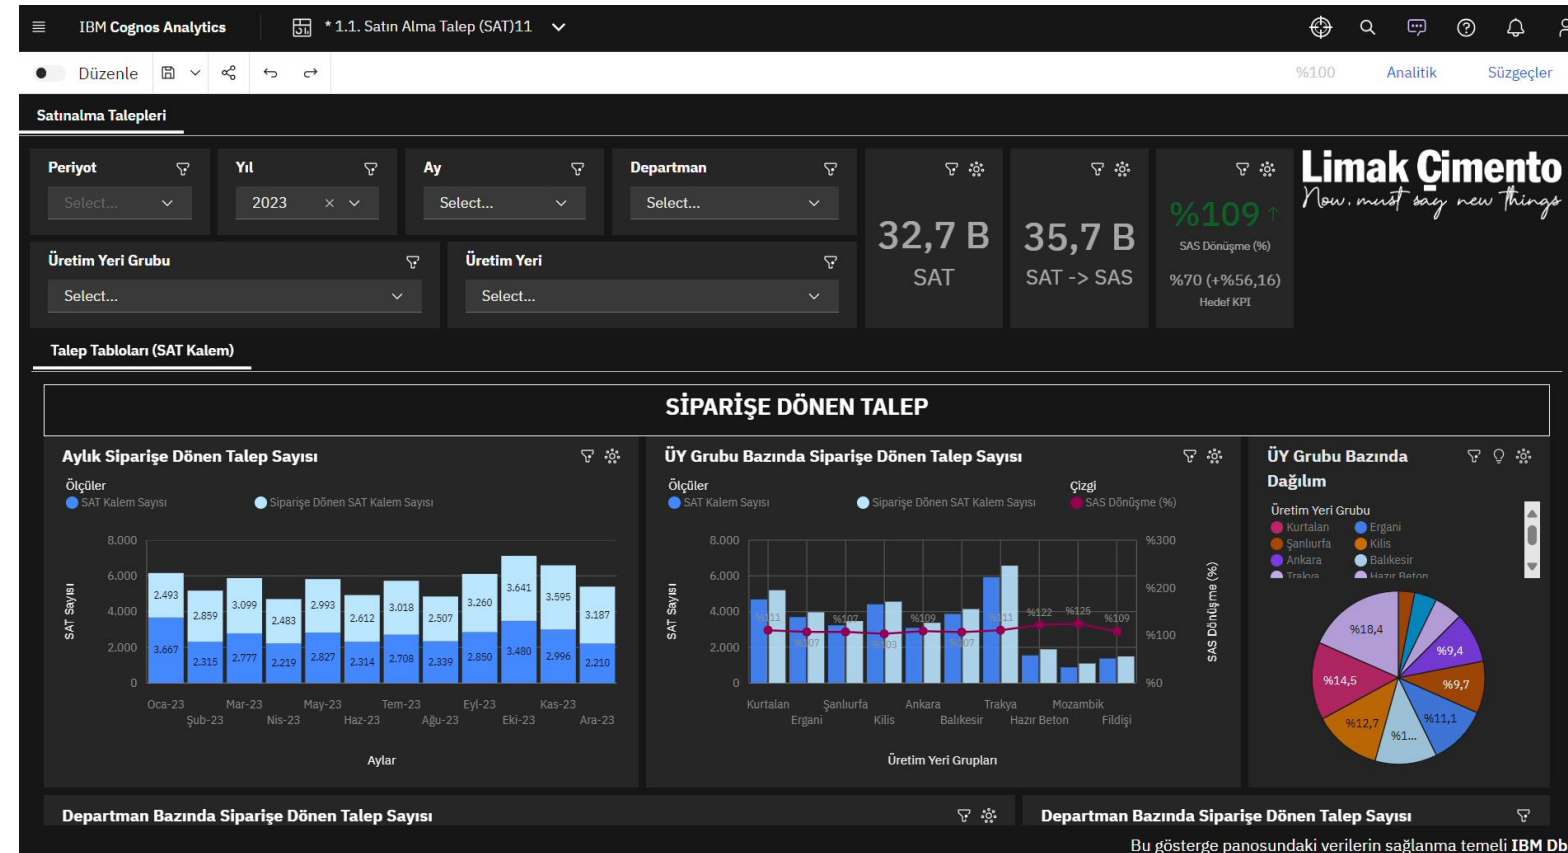 IBM Cognos Analytics
* 1.1. Satın Alma Talep (SAT)11
Düzenle
%100
Analitik
Süzgeçler
Satınalma Talepleri
Periyot
Select...
Yıl
2023
Ay
Select...
Departman
Select...
Üretim Yeri Grubu
Select...
Üretim Yeri
Select...
32,7 B
SAT
35,7 B
SAT -> SAS
%109 ↑
SAS Dönüşme (%)
%70 (+%56,16)
Hedef KPI
Limak Çimento
Now, must say new things
Talep Tabloları (SAT Kalem)
SİPARİŞE DÖNEN TALEP
Aylık Siparişe Dönen Talep Sayısı
Ölçüler
SAT Kalem Sayısı
Siparişe Dönen SAT Kalem Sayısı
SAT Sayısı
8.000
6.000
4.000
2.000
0
2.493
2.859
3.099
2.483
2.993
2.612
3.018
2.507
3.260
3.641
3.595
3.187
3.667
2.315
2.777
2.219
2.827
2.314
2.708
2.339
2.850
3.480
2.996
2.210
Oca-23
Şub-23
Mar-23
Nis-23
May-23
Haz-23
Tem-23
Ağu-23
Eyl-23
Eki-23
Kas-23
Ara-23
Aylar
ÜY Grubu Bazında Siparişe Dönen Talep Sayısı
Ölçüler
SAT Kalem Sayısı
Siparişe Dönen SAT Kalem Sayısı
Çizgi
SAS Dönüşme (%)
SAT Sayısı
8.000
6.000
4.000
2.000
0
%111
%107
%107
%103
%109
%107
%111
%122
%125
%109
%300
%200
%100
%0
SAS Dönüşme (%)
Kurtalan
Ergani
Şanlıurfa
Kilis
Ankara
Balıkesir
Trakya
Hazır Beton
Mozambik
Fildişi
Üretim Yeri Grupları
ÜY Grubu Bazında
Dağılım
Üretim Yeri Grubu
Kurtalan
Ergani
Şanlıurfa
Kilis
Ankara
Balıkesir
Trakya
Hazır Beton
%18,4
%9,4
%14,5
%9,7
%12,7
%1...
%11,1
Departman Bazında Siparişe Dönen Talep Sayısı
Departman Bazında Siparişe Dönen Talep Sayısı
Bu gösterge panosundaki verilerin sağlanma temeli IBM Db